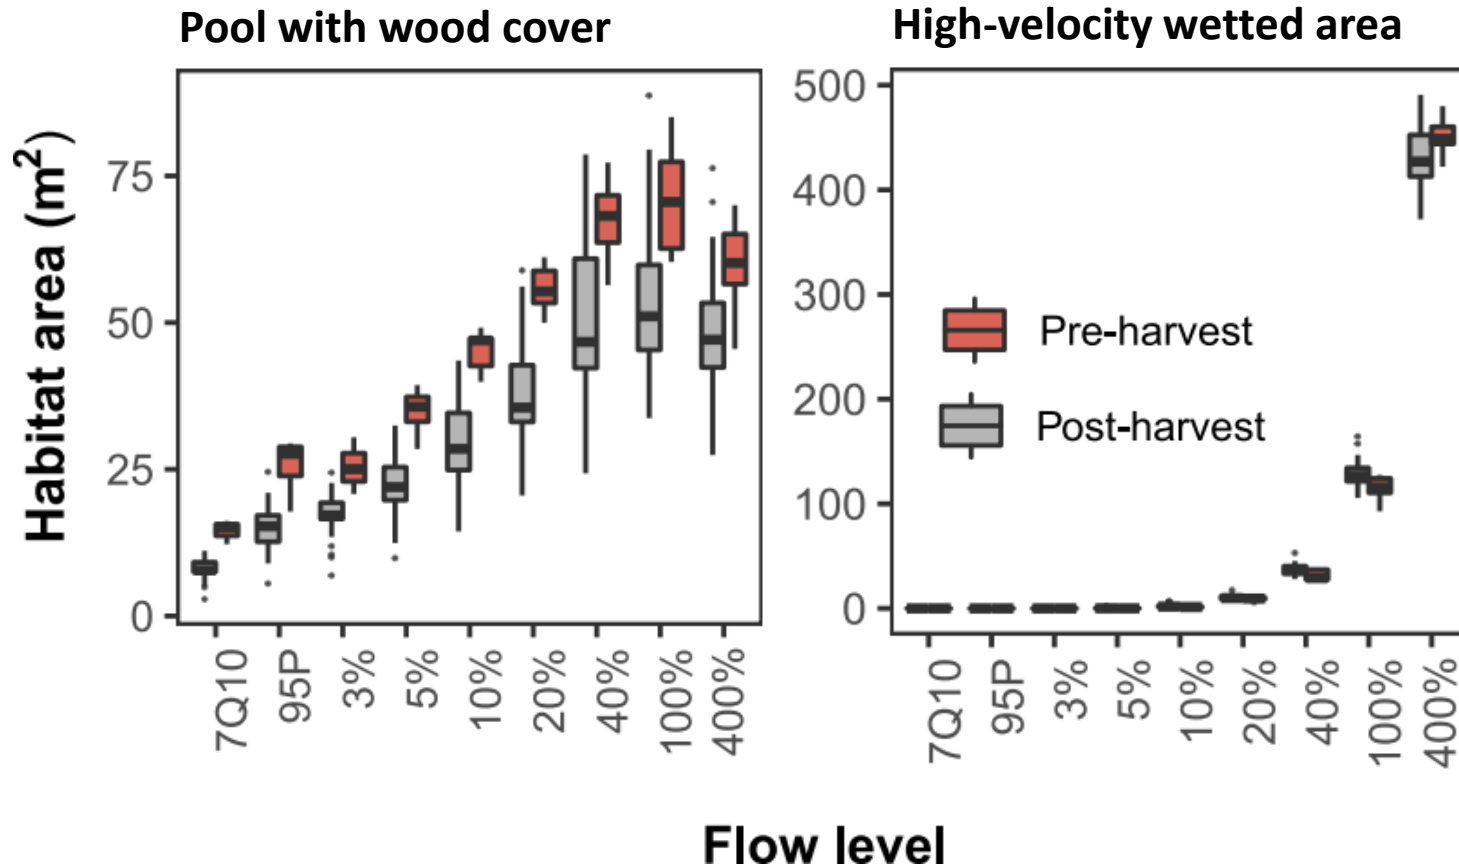 Pool with wood cover
High-velocity wetted area
Habitat area (m²)
75
50
25
0
7Q10
95P
3%
5%
10%
20%
40%
100%
400%
500
400
300
200
100
0
Pre-harvest
Post-harvest
7Q10
95P
3%
5%
10%
20%
40%
100%
400%
Flow level